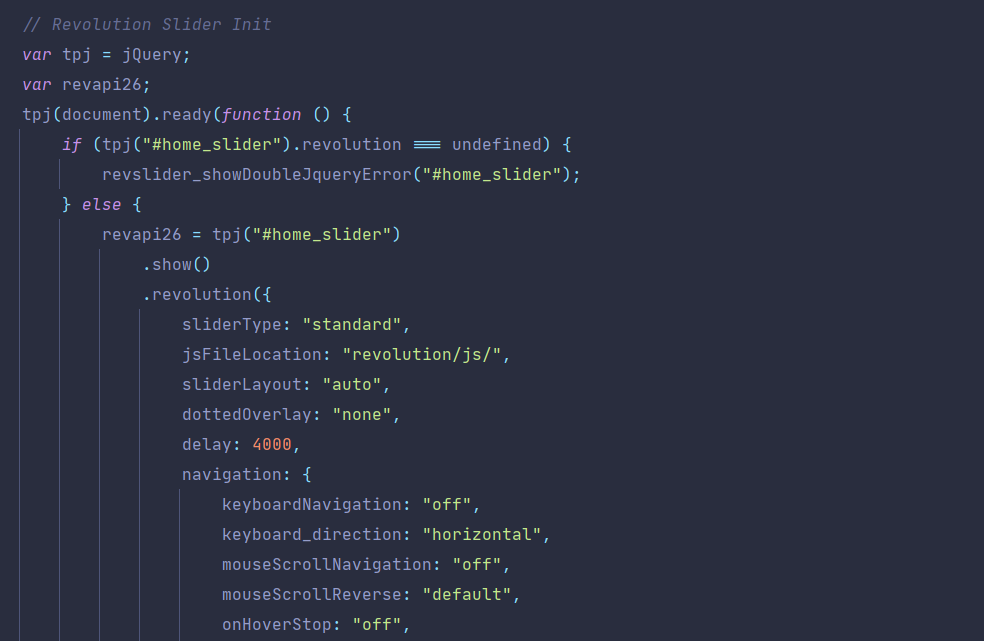 // Revolution Slider Init
var tpj = jQuery;
var revapi26;
tpj(document).ready(function () {
if (tpj("#home_slider").revolution === undefined) {
revslider_showDoubleJqueryError("#home_slider");
} else {
revapi26 = tpj("#home_slider")
.show()
.revolution({
sliderType: "standard",
jsFileLocation: "revolution/js/",
sliderLayout: "auto",
dottedOverlay: "none",
delay: 4000,
navigation: {
keyboardNavigation: "off",
keyboard_direction: "horizontal",
mouseScrollNavigation: "off",
mouseScrollReverse: "default",
onHoverStop: "off",